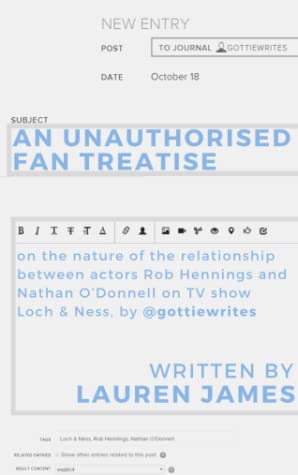 NEW ENTRY
POST TO JOURNAL GOTTIEWRITES
DATE October 18
SUBJECT
AN UNAUTHORISED
FAN TREATISE
B I T T T A
on the nature of the relationship
between actors Rob Hennings and
Nathan O'Donnell on TV show
Loch & Ness, by @gottiewrites
WRITTEN BY
LAUREN JAMES
TAGS Loch & Ness, Rob Hennings, Nathan O'Donnell
RELATED ENTRIES Show other entries related to this post
ADULT CONTENT explicit